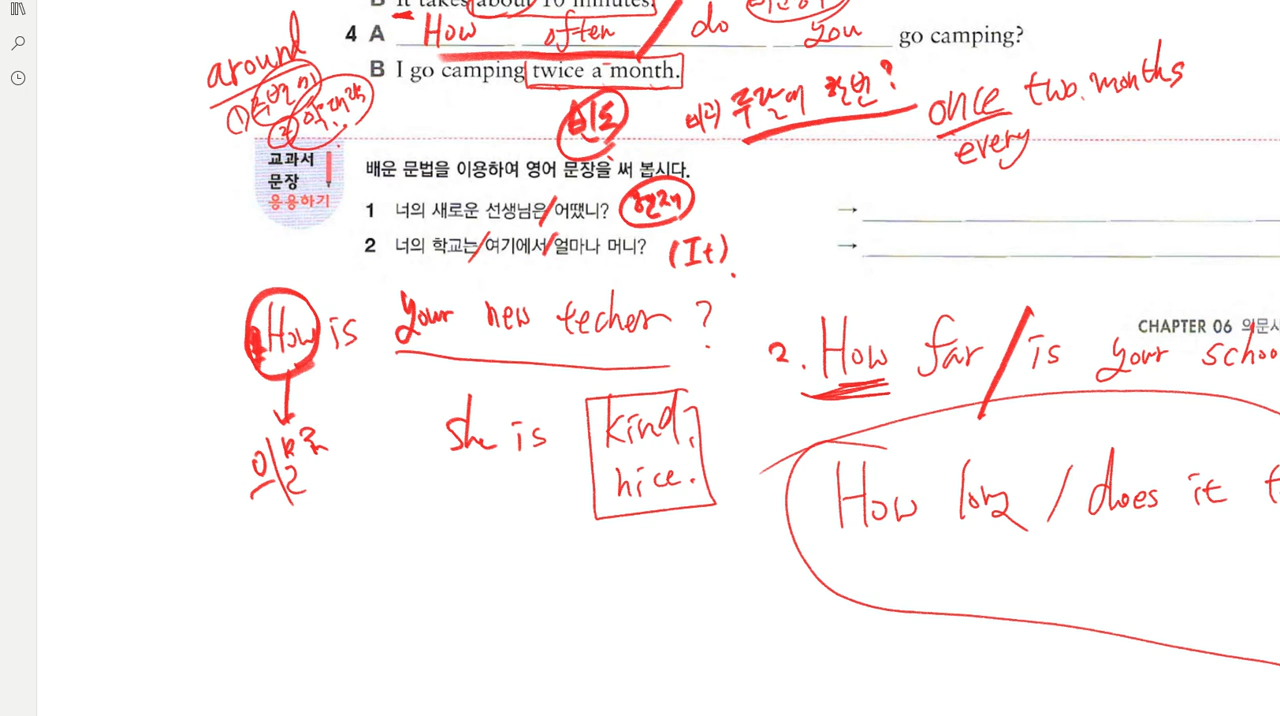 B It takes about 10 minutes.
4 A How often do you go camping?
B I go camping twice a month.
around
빈도
두달에 한번?
once two months
every
교과서
문장
응용하기
배운 문법을 이용하여 영어 문장을 써 봅시다.
1 너의 새로운 선생님은 어땠니? 현재 →
2 너의 학교는 여기에서 얼마나 머니? (It). →
How is your new techer ?
CHAPTER 06 의문사
2. How far / is your schoo
의문문
she is kind.
nice.
How long / does it t